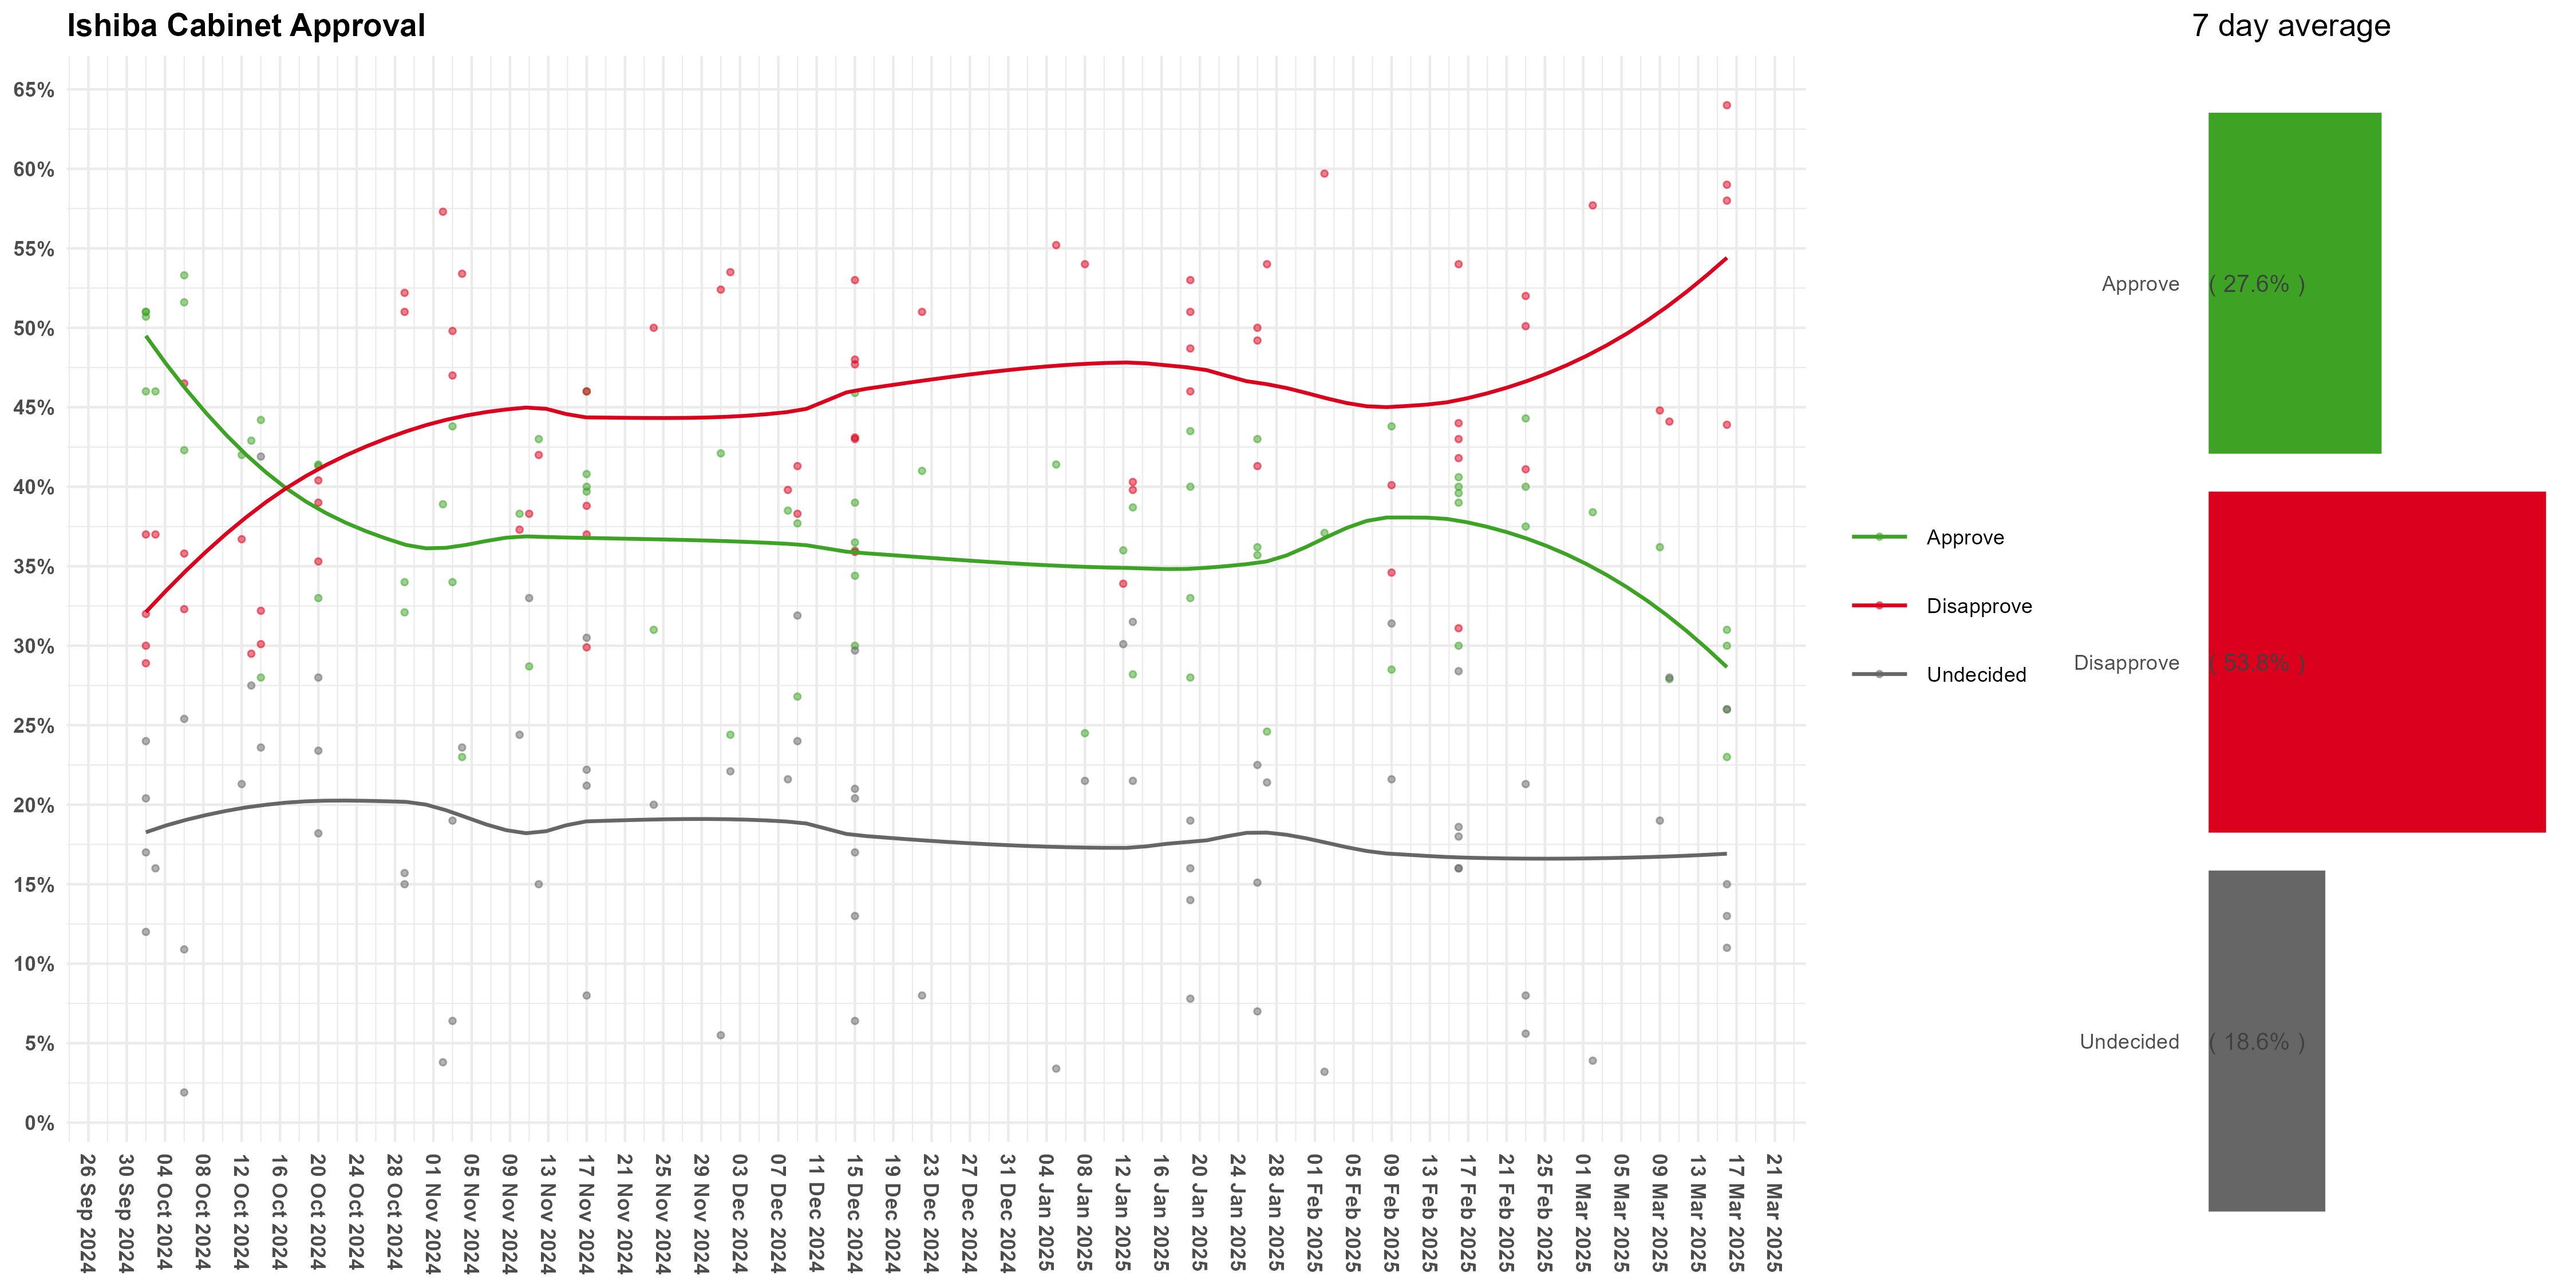 Ishiba Cabinet Approval
7 day average
65%
60%
55%
50%
45%
40%
35%
30%
25%
20%
15%
10%
5%
0%
26 Sep 2024
30 Sep 2024
04 Oct 2024
08 Oct 2024
12 Oct 2024
16 Oct 2024
20 Oct 2024
24 Oct 2024
28 Oct 2024
01 Nov 2024
05 Nov 2024
09 Nov 2024
13 Nov 2024
17 Nov 2024
21 Nov 2024
25 Nov 2024
29 Nov 2024
03 Dec 2024
07 Dec 2024
11 Dec 2024
15 Dec 2024
19 Dec 2024
23 Dec 2024
27 Dec 2024
31 Dec 2024
04 Jan 2025
08 Jan 2025
12 Jan 2025
16 Jan 2025
20 Jan 2025
24 Jan 2025
28 Jan 2025
01 Feb 2025
05 Feb 2025
09 Feb 2025
13 Feb 2025
17 Feb 2025
21 Feb 2025
25 Feb 2025
01 Mar 2025
05 Mar 2025
09 Mar 2025
13 Mar 2025
17 Mar 2025
21 Mar 2025
Approve
Disapprove
Undecided
Approve ( 27.6% )
Disapprove ( 53.8% )
Undecided ( 18.6% )